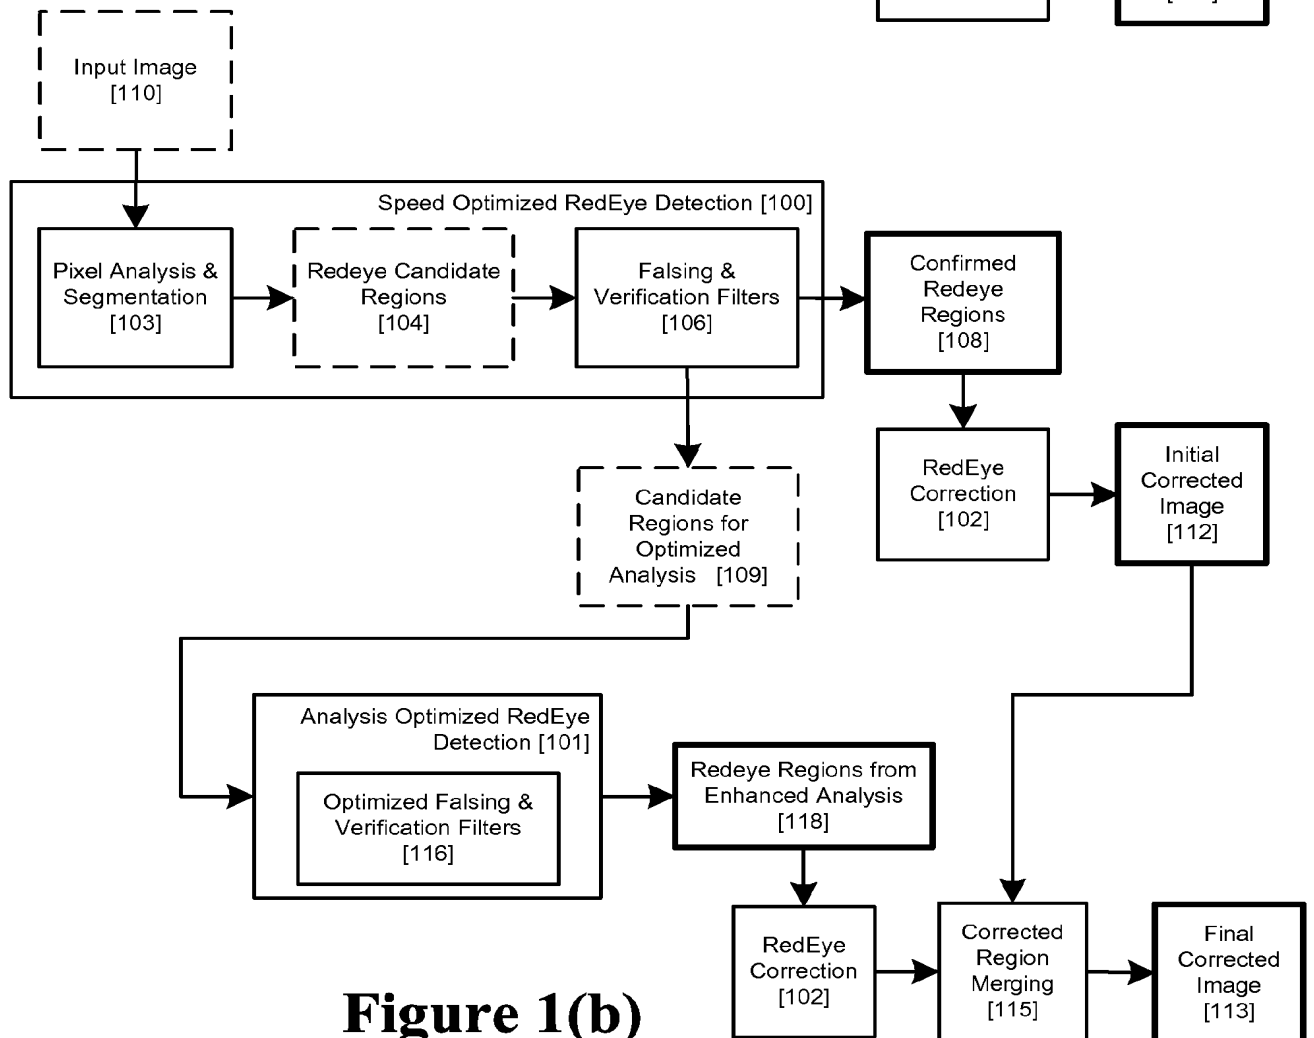 Input Image
[110]
Speed Optimized RedEye Detection [100]
Pixel Analysis &
Segmentation
[103]
Redeye Candidate
Regions
[104]
Falsing &
Verification Filters
[106]
Confirmed
Redeye
Regions
[108]
RedEye
Correction
[102]
Initial
Corrected
Image
[112]
Candidate
Regions for
Optimized
Analysis [109]
Analysis Optimized RedEye
Detection [101]
Optimized Falsing &
Verification Filters
[116]
Redeye Regions from
Enhanced Analysis
[118]
RedEye
Correction
[102]
Corrected
Region
Merging
[115]
Final
Corrected
Image
[113]
Figure 1(b)